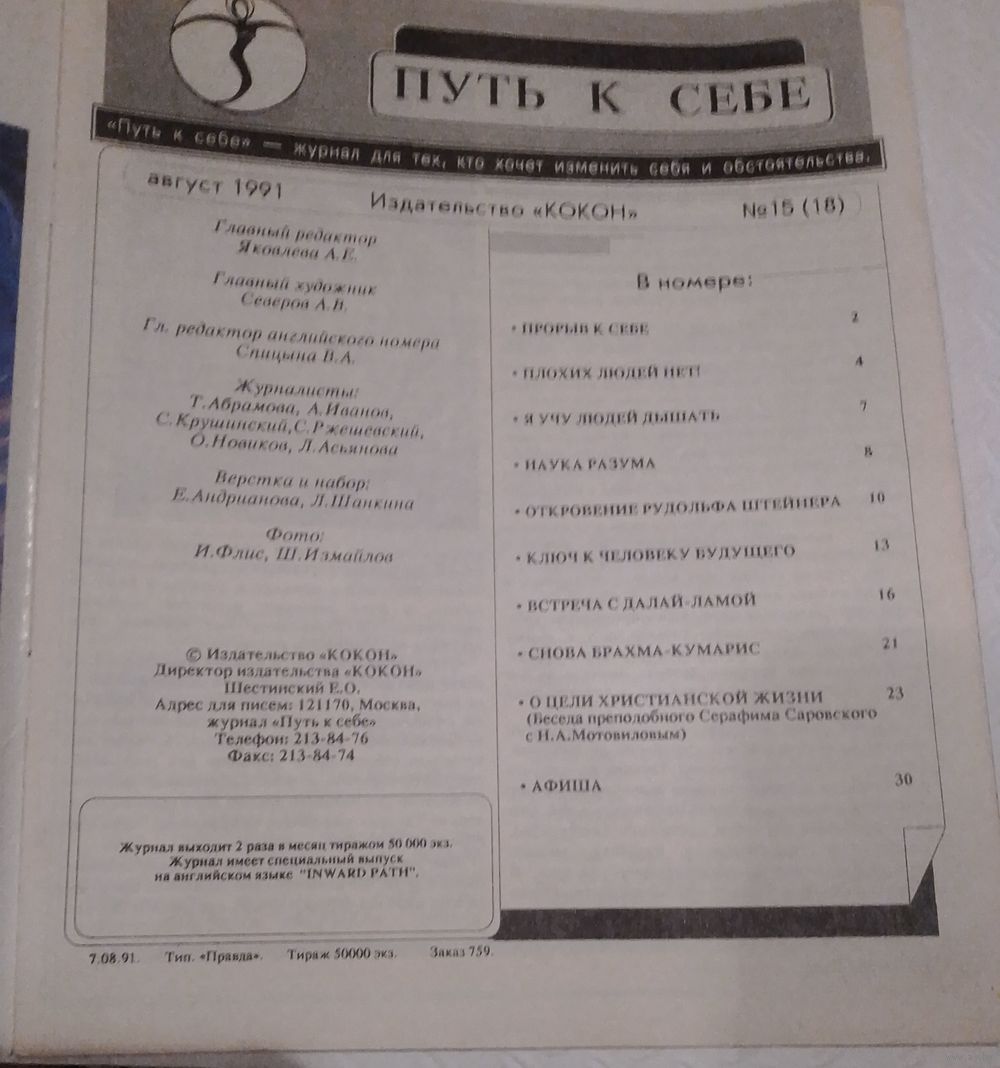 ПУТЬ К СЕБЕ
«Путь к себе» — журнал для тех, кто хочет изменить себя и обстоятельства.
август 1991
Издательство «КОКОН»
№15 (18)
Главный редактор
Яковлева А.Е.
Главный художник
Северов А.В.
Гл. редактор английского номера
Спицына В.А.
Журналисты:
Т.Абрамова, А.Иванов,
С.Крушинский,С.Ржешевский,
О.Новиков, Л.Асьянова
Верстка и набор:
Е.Андрианова, Л.Шанкина
Фото:
И.Флис, Ш.Измайлов
© Издательство «КОКОН»
Директор издательства «КОКОН»
Шестинский Е.О.
Адрес для писем: 121170, Москва,
журнал «Путь к себе»
Телефон: 213-84-76
Факс: 213-84-74
Журнал выходит 2 раза в месяц тиражом 50 000 экз.
Журнал имеет специальный выпуск
на английском языке "INWARD PATH".
В номере:
• ПРОРЫВ К СЕБЕ 2
• ПЛОХИХ ЛЮДЕЙ НЕТ! 4
• Я УЧУ ЛЮДЕЙ ДЫШАТЬ 7
• НАУКА РАЗУМА 8
• ОТКРОВЕНИЕ РУДОЛЬФА ШТЕЙНЕРА 10
• КЛЮЧ К ЧЕЛОВЕКУ БУДУЩЕГО 13
• ВСТРЕЧА С ДАЛАЙ-ЛАМОЙ 16
• СНОВА БРАХМА-КУМАРИС 21
• О ЦЕЛИ ХРИСТИАНСКОЙ ЖИЗНИ 23
(Беседа преподобного Серафима Саровского
с Н.А.Мотовиловым)
• АФИША 30
7.08.91. Тип. «Правда». Тираж 50000 экз. Заказ 759.